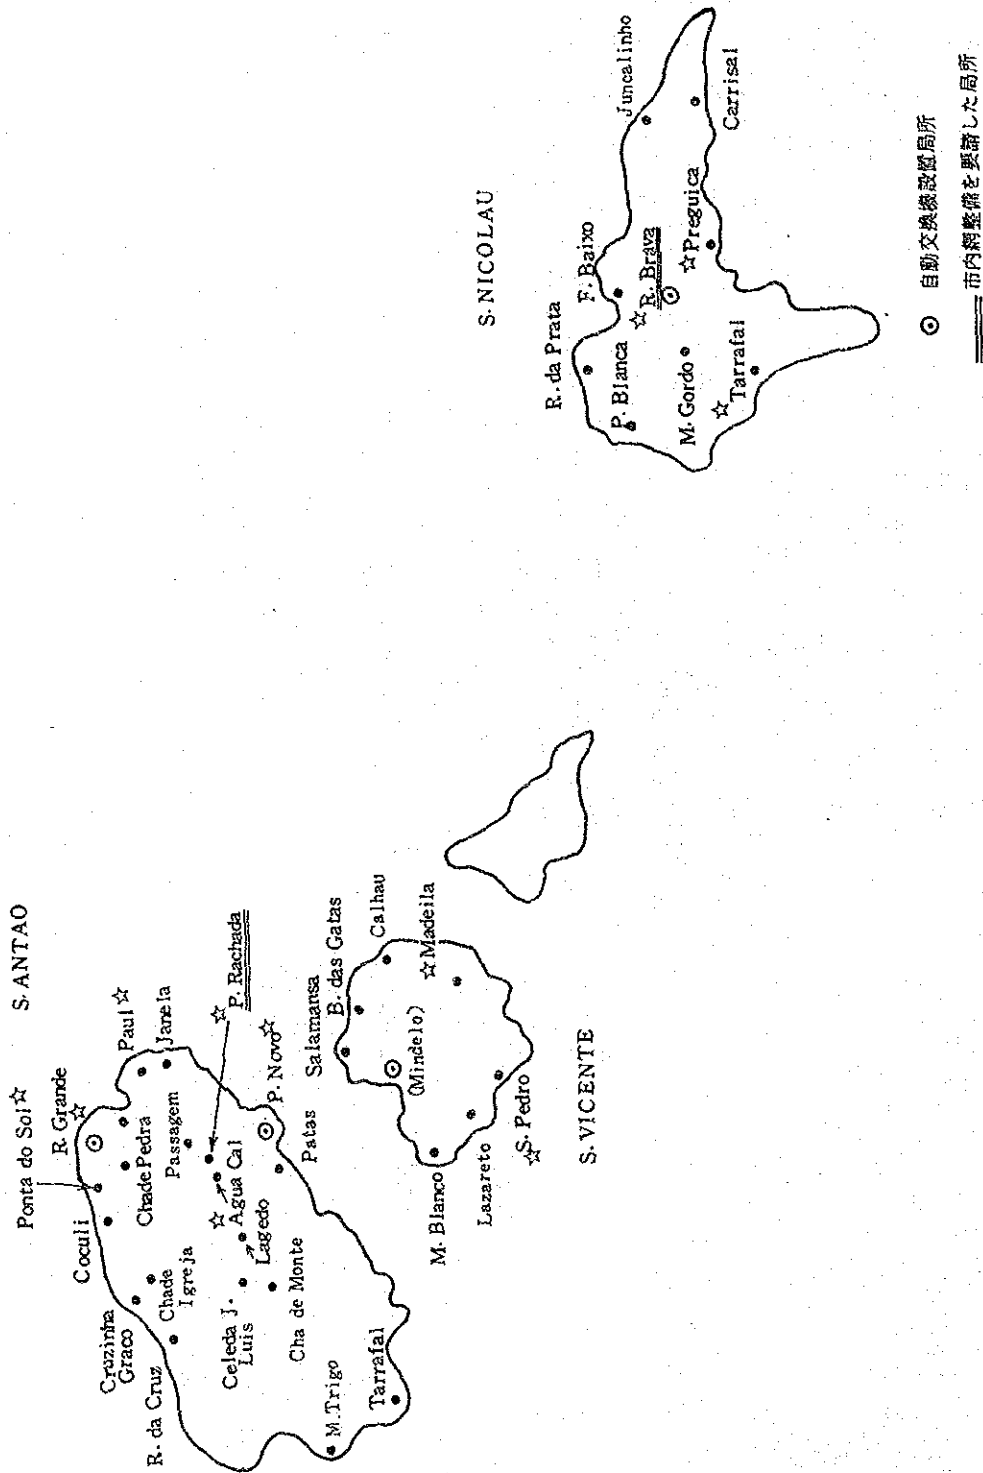 S. ANTAO
Ponta do Sol☆
R. Grande
☆
Paul☆
Janela
Coculi
Chade Pedra
Passagem
☆
P. Rachada
P. Novo☆
Cruzinha
Graco
Chade
Igreja
☆
Agua Cal
Lagedo
Patas
R. da Cruz
Celeda J.
Luis
Cha de Monte
M. Trigo
Tarrafal
Salamansa
B. das Gatas
Calhau
☆ Madeila
(Mindelo)
M. Blanco
Lazareto
☆S. Pedro
S. VICENTE
S. NICOLAU
R. da Prata
F. Baixo
Juncalinho
P. Blanca
☆
R. Brava
☆Preguica
Carrisal
M. Gordo
☆
Tarrafal
⊙ 自動交換機設置局所
市内網整備を要請した局所